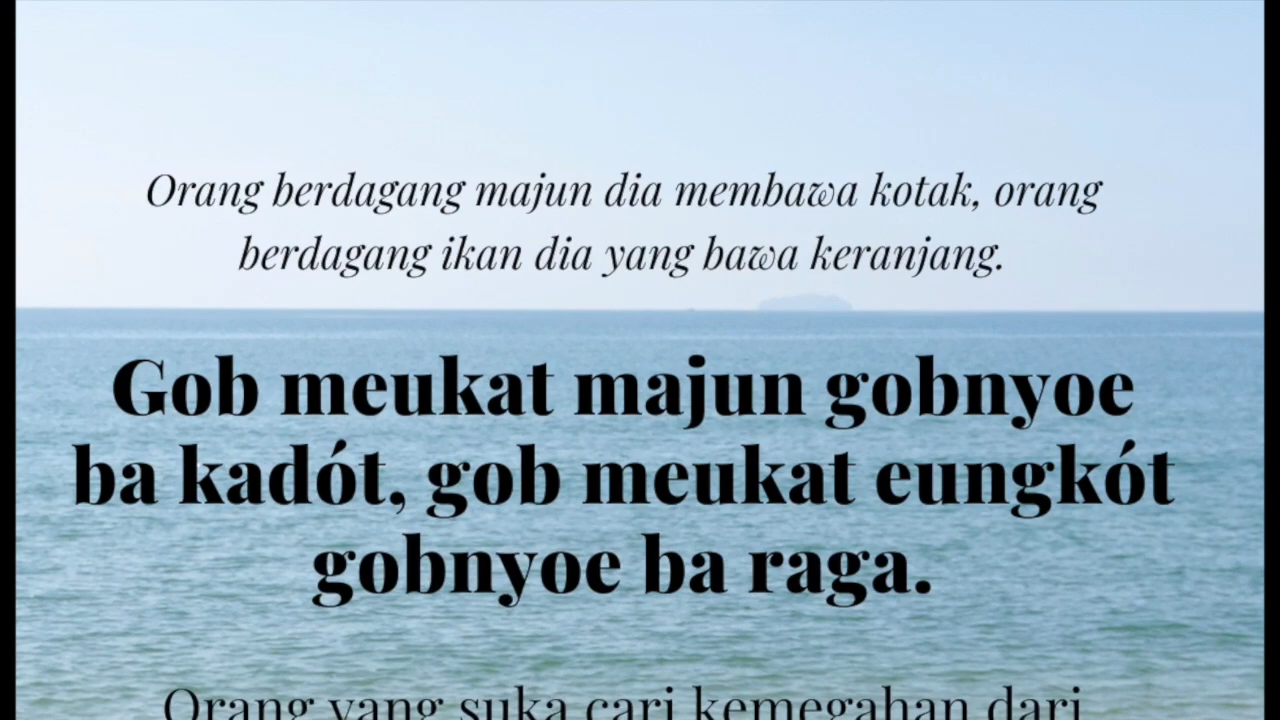 Orang berdagang majun dia membawa kotak, orang
berdagang ikan dia yang bawa keranjang.
Gob meukat majun gobnyoe
ba kadót, gob meukat eungkót
gobnyoe ba raga.
Orang yang suka cari kemegahan dari